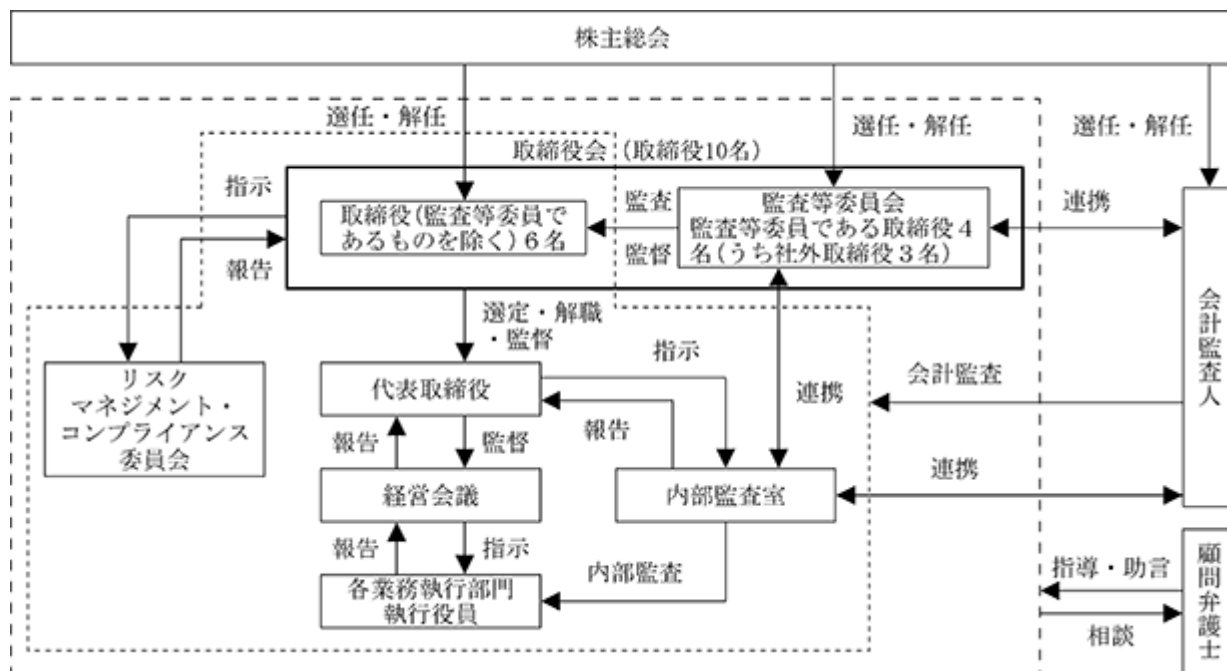 株主総会
選任・解任
選任・解任
選任・解任
取締役会（取締役10名）
指示
報告
取締役(監査等委員で
あるものを除く)６名
監査
監督
監査等委員会
監査等委員である取締役４
名(うち社外取締役３名)
連携
会計監査人
選定・解職
・監督
リスク
マネジメント・
コンプライアンス
委員会
代表取締役
指示
報告
連携
会計監査
報告
監督
経営会議
内部監査室
連携
報告
指示
内部監査
各業務執行部門
執行役員
指導・助言
相談
顧問弁護士